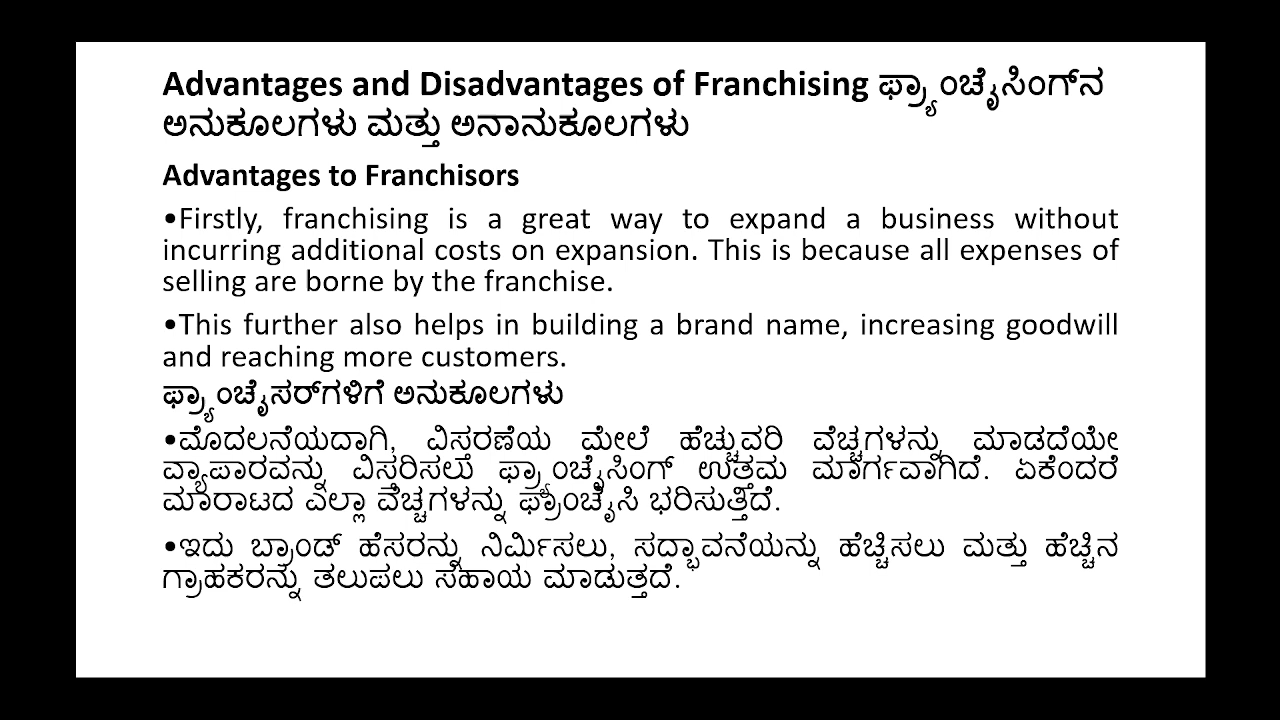 Advantages and Disadvantages of Franchising ಫ್ರ್ಯಾಂಚೈಸಿಂಗ್‌ನ
ಅನುಕೂಲಗಳು ಮತ್ತು ಅನಾನುಕೂಲಗಳು
Advantages to Franchisors
•Firstly, franchising is a great way to expand a business without
incurring additional costs on expansion. This is because all expenses of
selling are borne by the franchise.
•This further also helps in building a brand name, increasing goodwill
and reaching more customers.
ಫ್ರ್ಯಾಂಚೈಸರ್‌ಗಳಿಗೆ ಅನುಕೂಲಗಳು
•ಮೊದಲನೆಯದಾಗಿ, ವಿಸ್ತರಣೆಯ ಮೇಲೆ ಹೆಚ್ಚುವರಿ ವೆಚ್ಚಗಳನ್ನು ಮಾಡದೆಯೇ
ವ್ಯಾಪಾರವನ್ನು ವಿಸ್ತರಿಸಲು ಫ್ರ್ಯಾಂಚೈಸಿಂಗ್ ಉತ್ತಮ ಮಾರ್ಗವಾಗಿದೆ. ಏಕೆಂದರೆ
ಮಾರಾಟದ ಎಲ್ಲಾ ವೆಚ್ಚಗಳನ್ನು ಫ್ರಾಂಚೈಸಿ ಭರಿಸುತ್ತಿದೆ.
•ಇದು ಬ್ರಾಂಡ್ ಹೆಸರನ್ನು ನಿರ್ಮಿಸಲು, ಸದ್ಭಾವನೆಯನ್ನು ಹೆಚ್ಚಿಸಲು ಮತ್ತು ಹೆಚ್ಚಿನ
ಗ್ರಾಹಕರನ್ನು ತಲುಪಲು ಸಹಾಯ ಮಾಡುತ್ತದೆ.